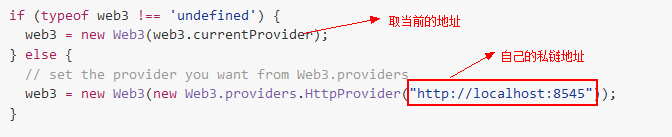 if (typeof web3 !== 'undefined') {
web3 = new Web3(web3.currentProvider);
取当前的地址
} else {
自己的私链地址
// set the provider you want from Web3.providers
web3 = new Web3(new Web3.providers.HttpProvider("http://localhost:8545"));
}